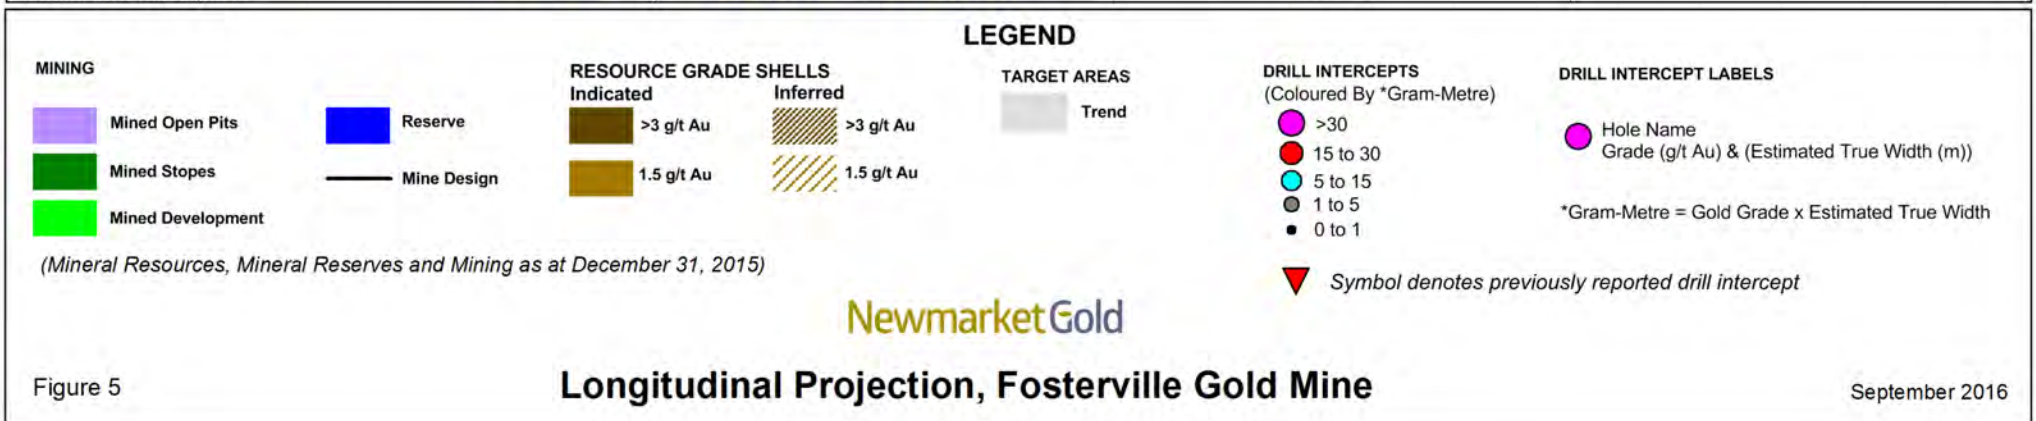 LEGEND
MINING
Mined Open Pits
Mined Stopes
Mined Development
Reserve
Mine Design
(Mineral Resources, Mineral Reserves and Mining as at December 31, 2015)
RESOURCE GRADE SHELLS
Indicated
>3 g/t Au
1.5 g/t Au
Inferred
>3 g/t Au
1.5 g/t Au
TARGET AREAS
Trend
DRILL INTERCEPTS
(Coloured By *Gram-Metre)
>30
15 to 30
5 to 15
1 to 5
0 to 1
Symbol denotes previously reported drill intercept
DRILL INTERCEPT LABELS
Hole Name
Grade (g/t Au) & (Estimated True Width (m))
*Gram-Metre = Gold Grade x Estimated True Width
NewmarketGold
Figure 5
Longitudinal Projection, Fosterville Gold Mine
September 2016